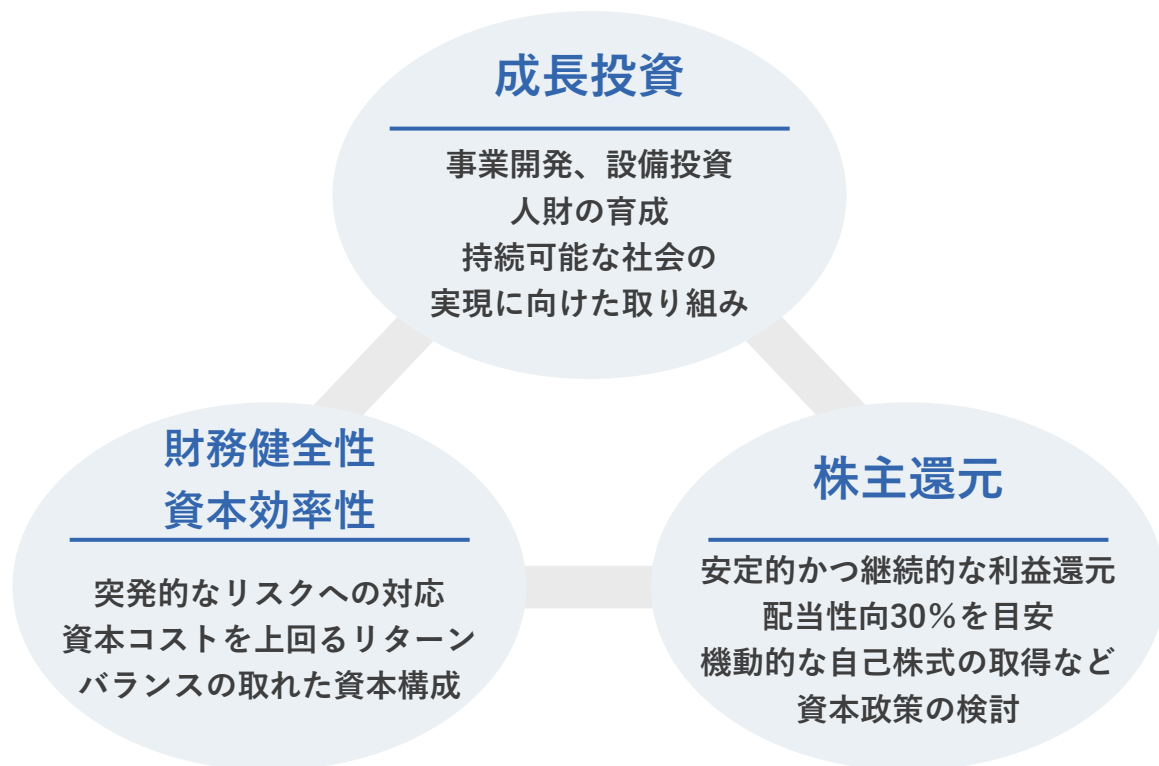 成長投資
事業開発、設備投資
人財の育成
持続可能な社会の
実現に向けた取り組み
財務健全性
資本効率性
突発的なリスクへの対応
資本コストを上回るリターン
バランスの取れた資本構成
株主還元
安定的かつ継続的な利益還元
配当性向30%を目安
機動的な自己株式の取得など
資本政策の検討